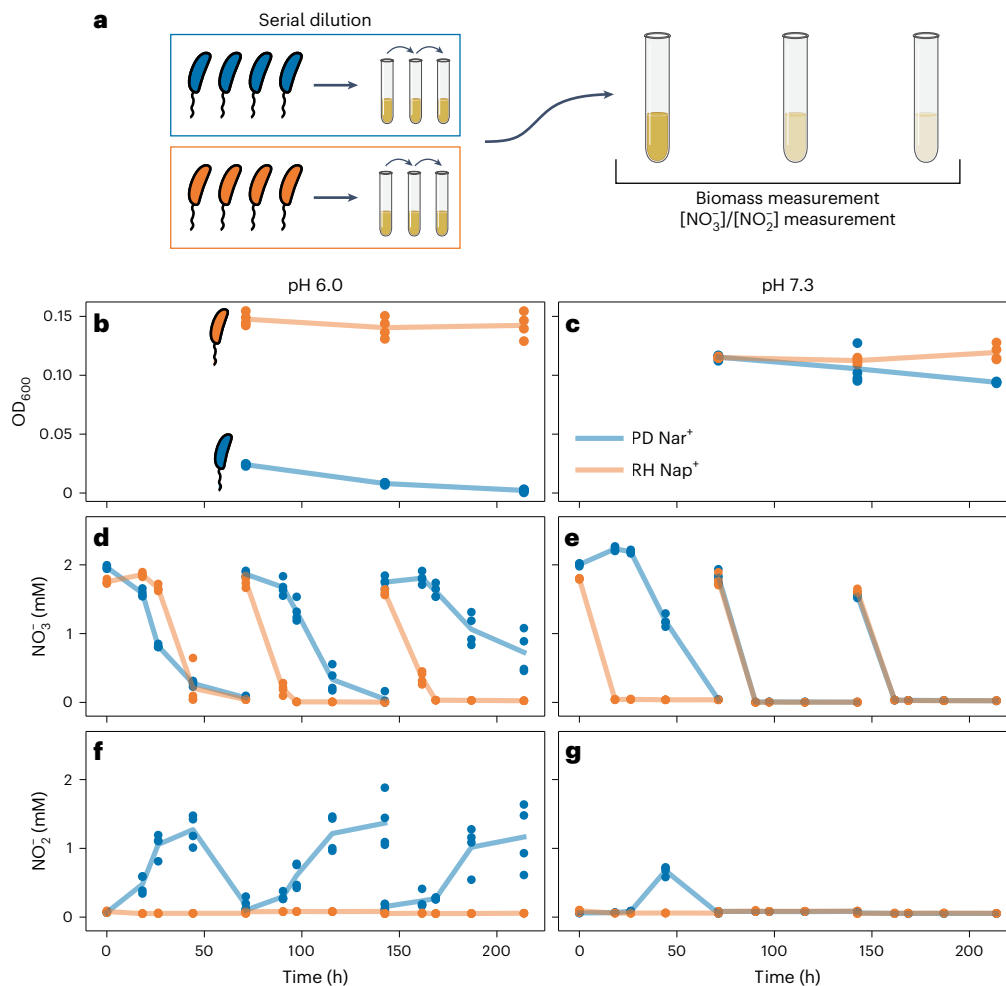 a
Serial dilution
Biomass measurement
[NO₃⁻]/[NO₂⁻] measurement
pH 6.0
pH 7.3
b
c
0.15
0.10
0.05
0
OD₆₀₀
PD Nar⁺
RH Nap⁺
d
e
2
1
0
NO₃⁻ (mM)
f
g
2
1
0
NO₂⁻ (mM)
0 50 100 150 200
0 50 100 150 200
Time (h)
Time (h)